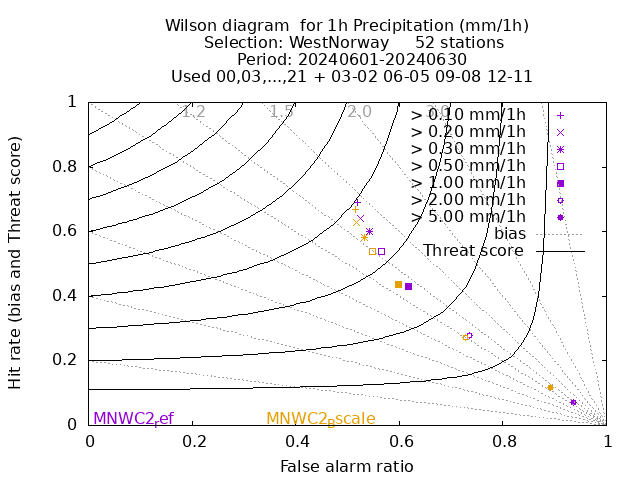 Wilson diagram  for 1h Precipitation (mm/1h)
Selection: WestNorway     52 stations
Period: 20240601-20240630
Used 00,03,...,21 + 03-02 06-05 09-08 12-11
Hit rate (bias and Threat score)
1
0.8
0.6
0.4
0.2
0
1.2
1.5
2.0
3.0
> 0.10 mm/1h
> 0.20 mm/1h
> 0.30 mm/1h
> 0.50 mm/1h
> 1.00 mm/1h
> 2.00 mm/1h
> 5.00 mm/1h
bias
Threat score
MNWC2ref
MNWC2Bscale
0 0.2 0.4 0.6 0.8 1
False alarm ratio